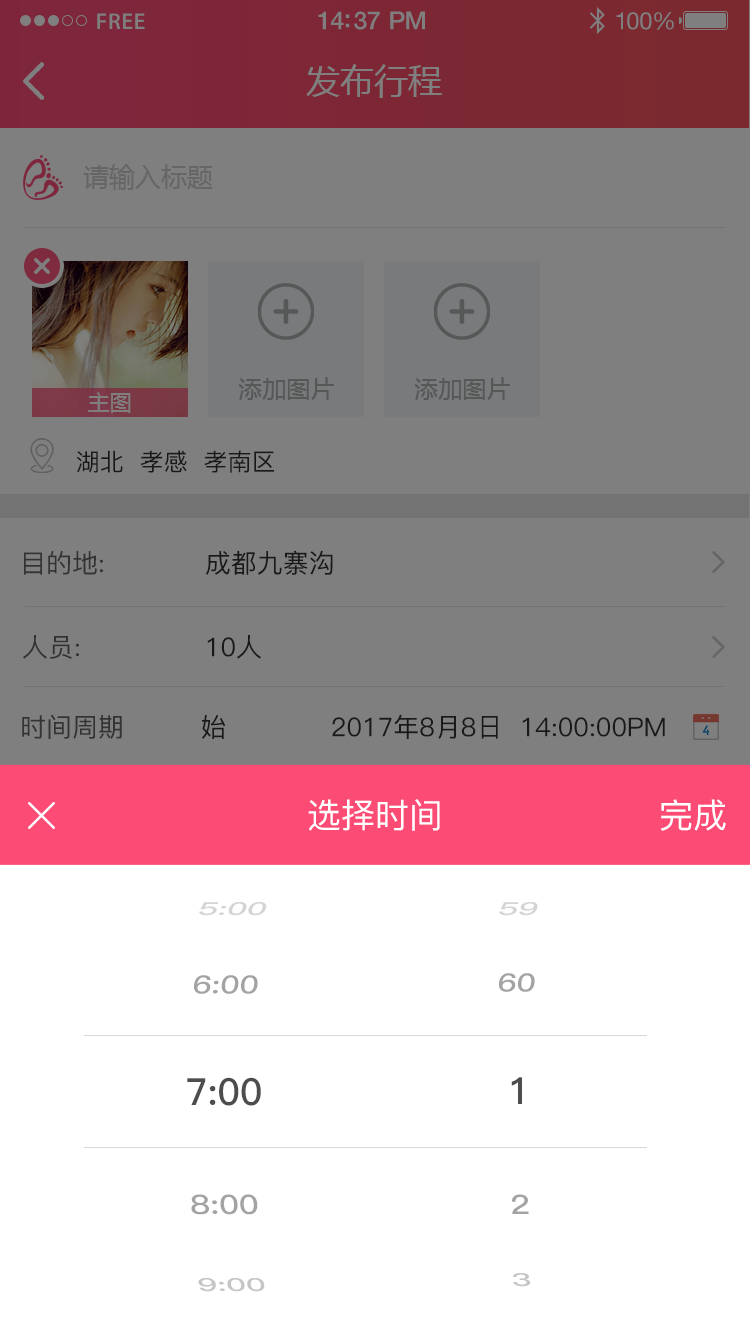 FREE 14:37 PM 100%
发布行程
请输入标题
主图 添加图片 添加图片
湖北 孝感 孝南区
目的地: 成都九寨沟
人员: 10人
时间周期 始 2017年8月8日 14:00:00PM 4
选择时间 完成
5:00 59
6:00 60
7:00 1
8:00 2
9:00 3